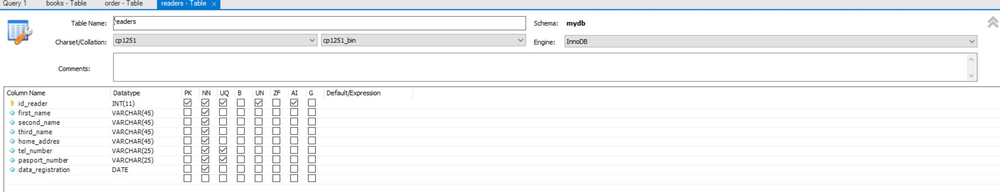 Query 1 books - Table order - Table readers - Table ×
Table Name: readers Schema: mydb
Charset/Collation: cp1251 cp1251_bin Engine: InnoDB
Comments:
Column Name Datatype PK NN UQ B UN ZF AI G Default/Expression
id_reader INT(11)
first_name VARCHAR(45)
second_name VARCHAR(45)
third_name VARCHAR(45)
home_addres VARCHAR(45)
tel_number VARCHAR(25)
pasport_number VARCHAR(25)
data_registration DATE